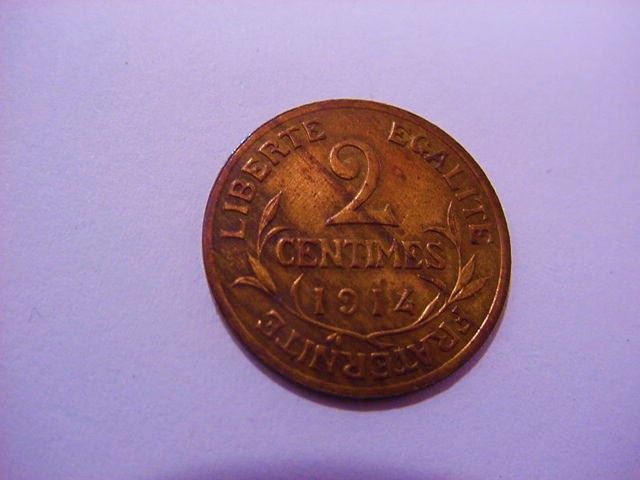 LIBERTE EGALITE
2
CENTIMES
1914
FRATERNITE